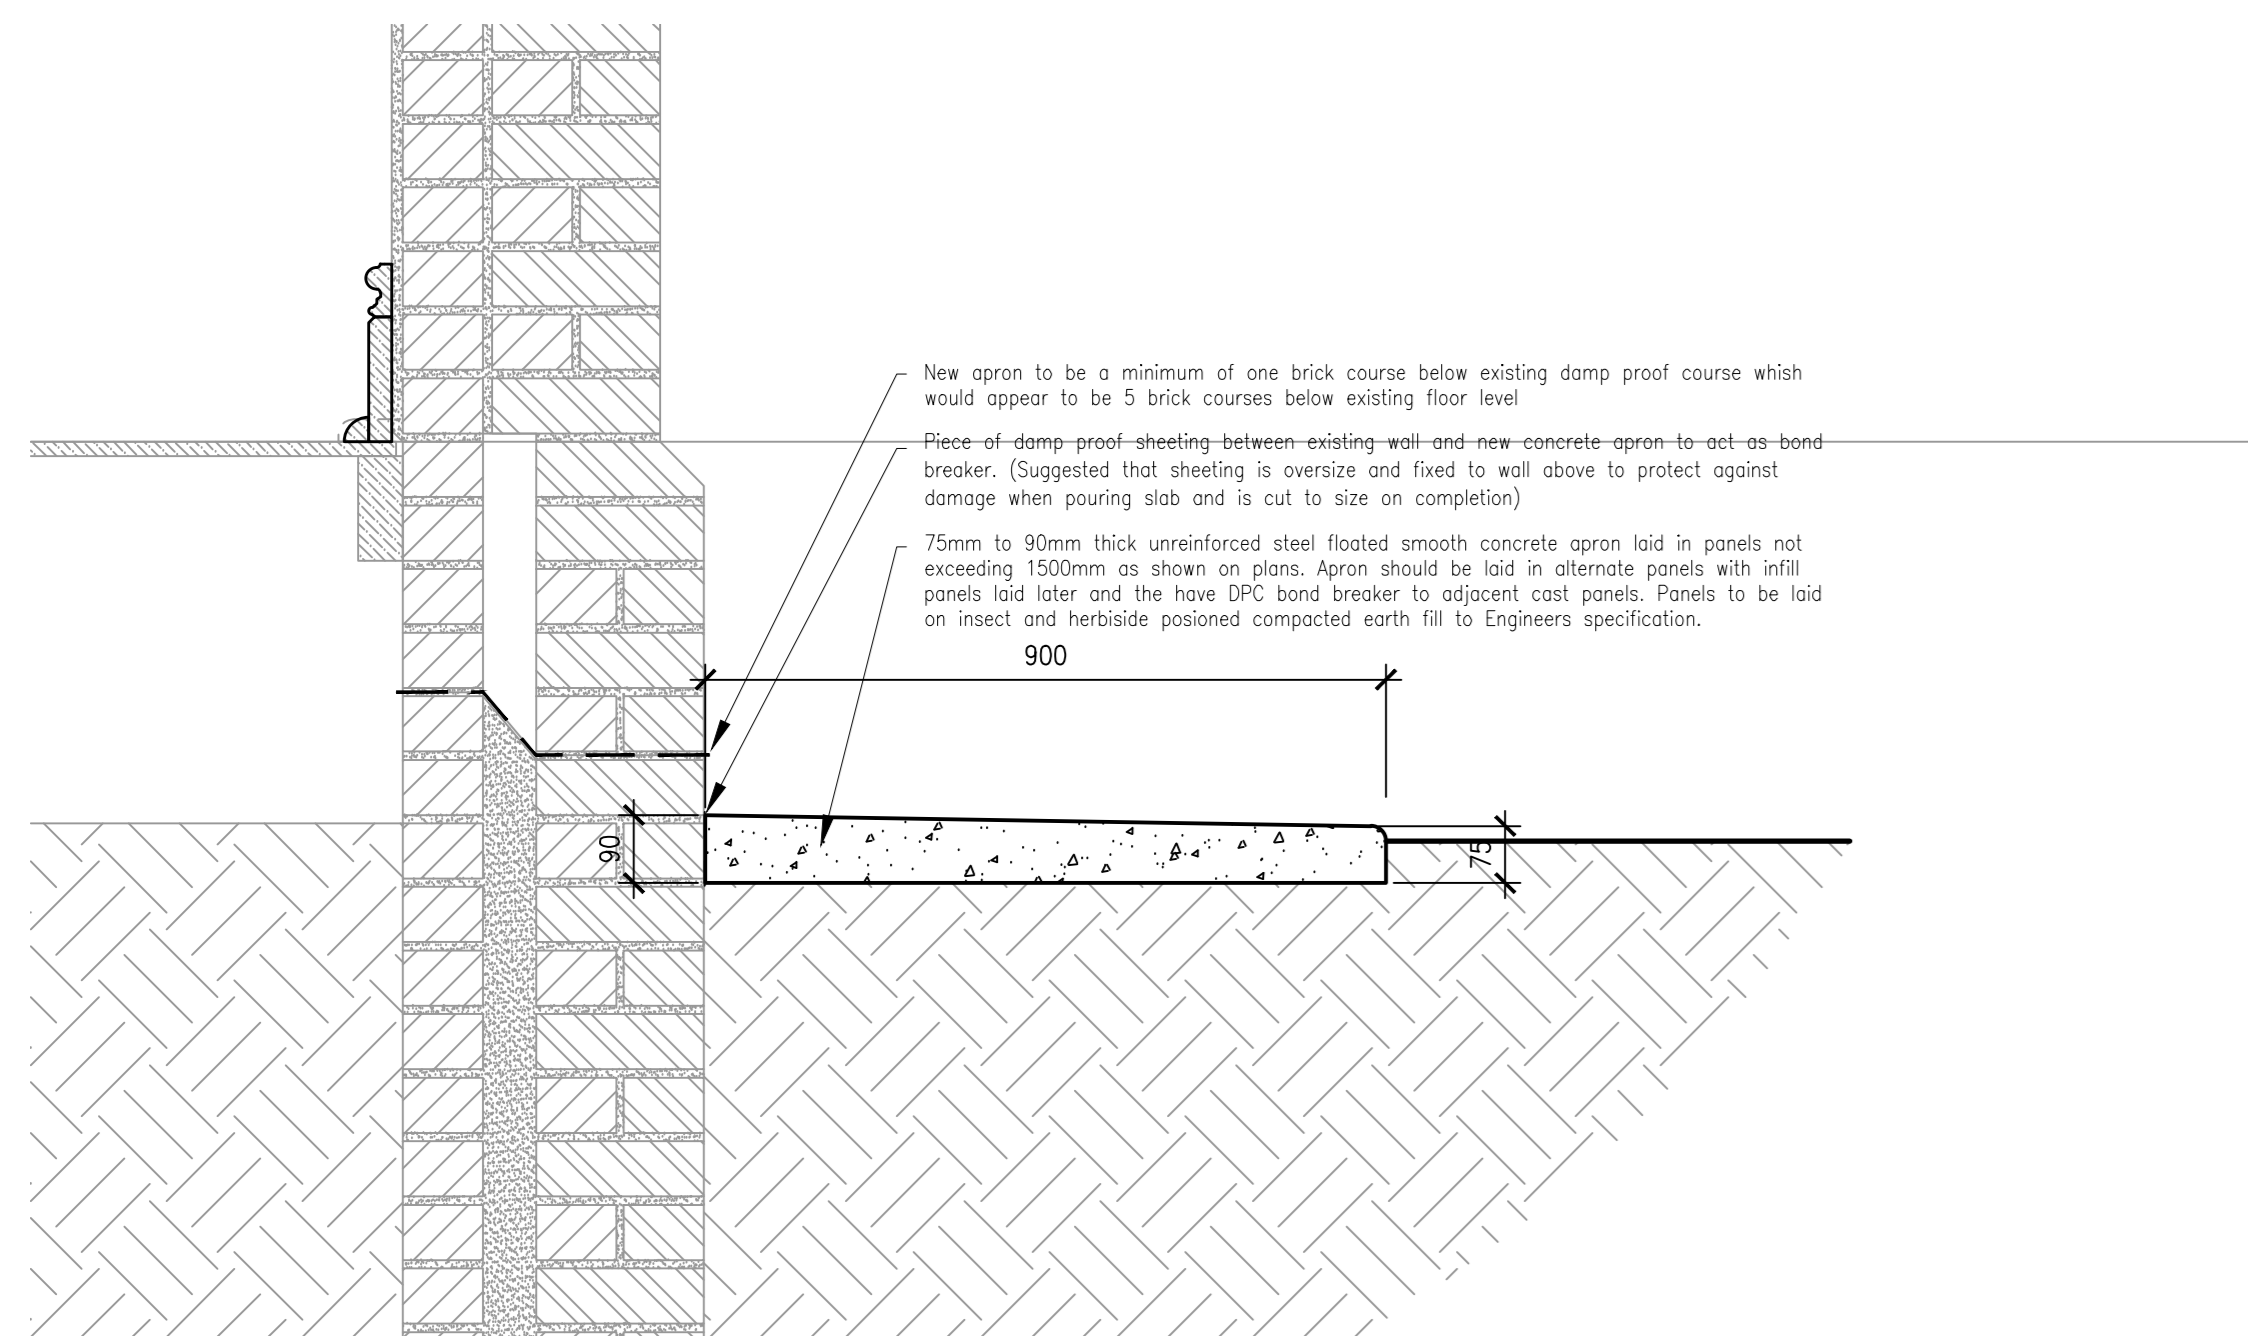 New apron to be a minimum of one brick course below existing damp proof course whish
would appear to be 5 brick courses below existing floor level
Piece of damp proof sheeting between existing wall and new concrete apron to act as bond
breaker. (Suggested that sheeting is oversize and fixed to wall above to protect against
damage when pouring slab and is cut to size on completion)
75mm to 90mm thick unreinforced steel floated smooth concrete apron laid in panels not
exceeding 1500mm as shown on plans. Apron should be laid in alternate panels with infill
panels laid later and the have DPC bond breaker to adjacent cast panels. Panels to be laid
on insect and herbiside posioned compacted earth fill to Engineers specification.
900
90
75